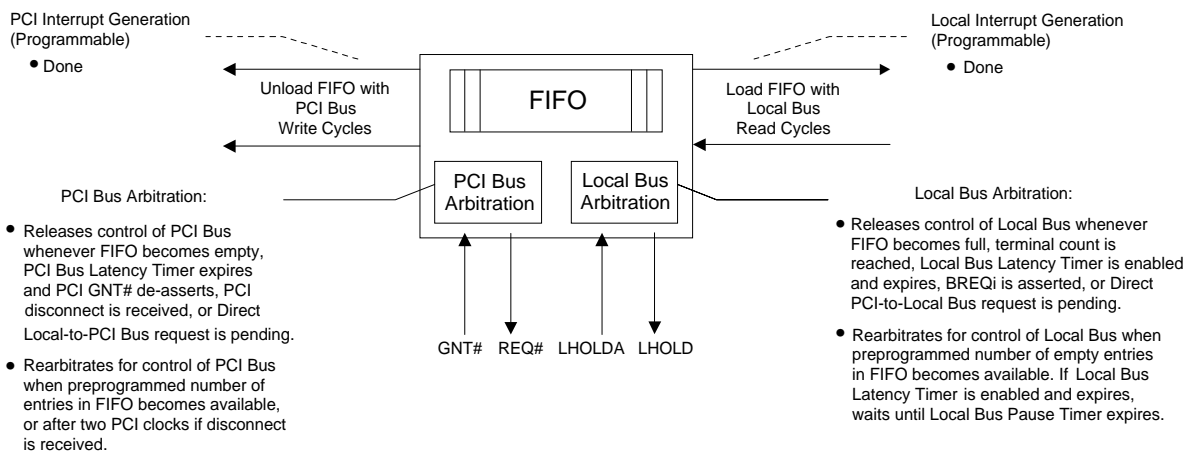 PCI Interrupt Generation
(Programmable)
• Done
Local Interrupt Generation
(Programmable)
• Done
Unload FIFO with
PCI Bus
Write Cycles
FIFO
Load FIFO with
Local Bus
Read Cycles
PCI Bus
Arbitration
Local Bus
Arbitration
PCI Bus Arbitration:
• Releases control of PCI Bus
whenever FIFO becomes empty,
PCI Bus Latency Timer expires
and PCI GNT# de-asserts, PCI
disconnect is received, or Direct
Local-to-PCI Bus request is pending.
• Rearbitrates for control of PCI Bus
when preprogrammed number of
entries in FIFO becomes available,
or after two PCI clocks if disconnect
is received.
GNT# REQ# LHOLDA LHOLD
Local Bus Arbitration:
• Releases control of Local Bus whenever
FIFO becomes full, terminal count is
reached, Local Bus Latency Timer is enabled
and expires, BREQi is asserted, or Direct
PCI-to-Local Bus request is pending.
• Rearbitrates for control of Local Bus when
preprogrammed number of empty entries
in FIFO becomes available. If Local Bus
Latency Timer is enabled and expires,
waits until Local Bus Pause Timer expires.